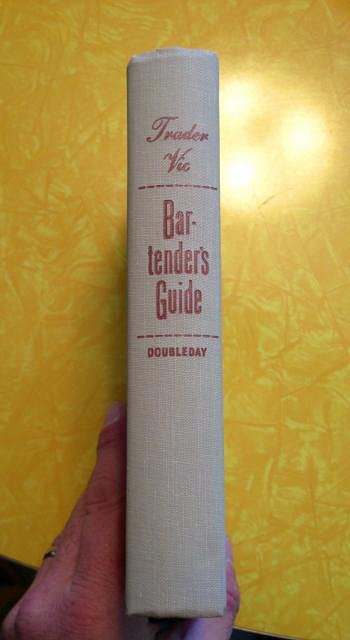 Trader
Vic
Bar-
tender's
Guide
DOUBLEDAY